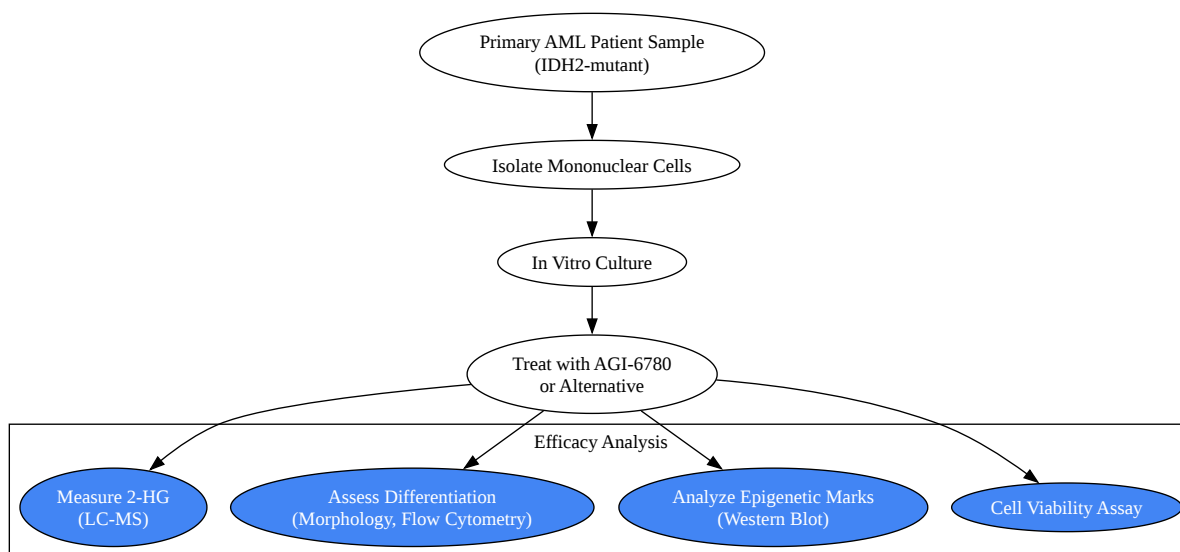 Primary AML Patient Sample
(IDH2-mutant)
Isolate Mononuclear Cells
In Vitro Culture
Treat with AGI-6780
or Alternative
Efficacy Analysis
Measure 2-HG
(LC-MS)
Assess Differentiation
(Morphology, Flow Cytometry)
Analyze Epigenetic Marks
(Western Blot)
Cell Viability Assay